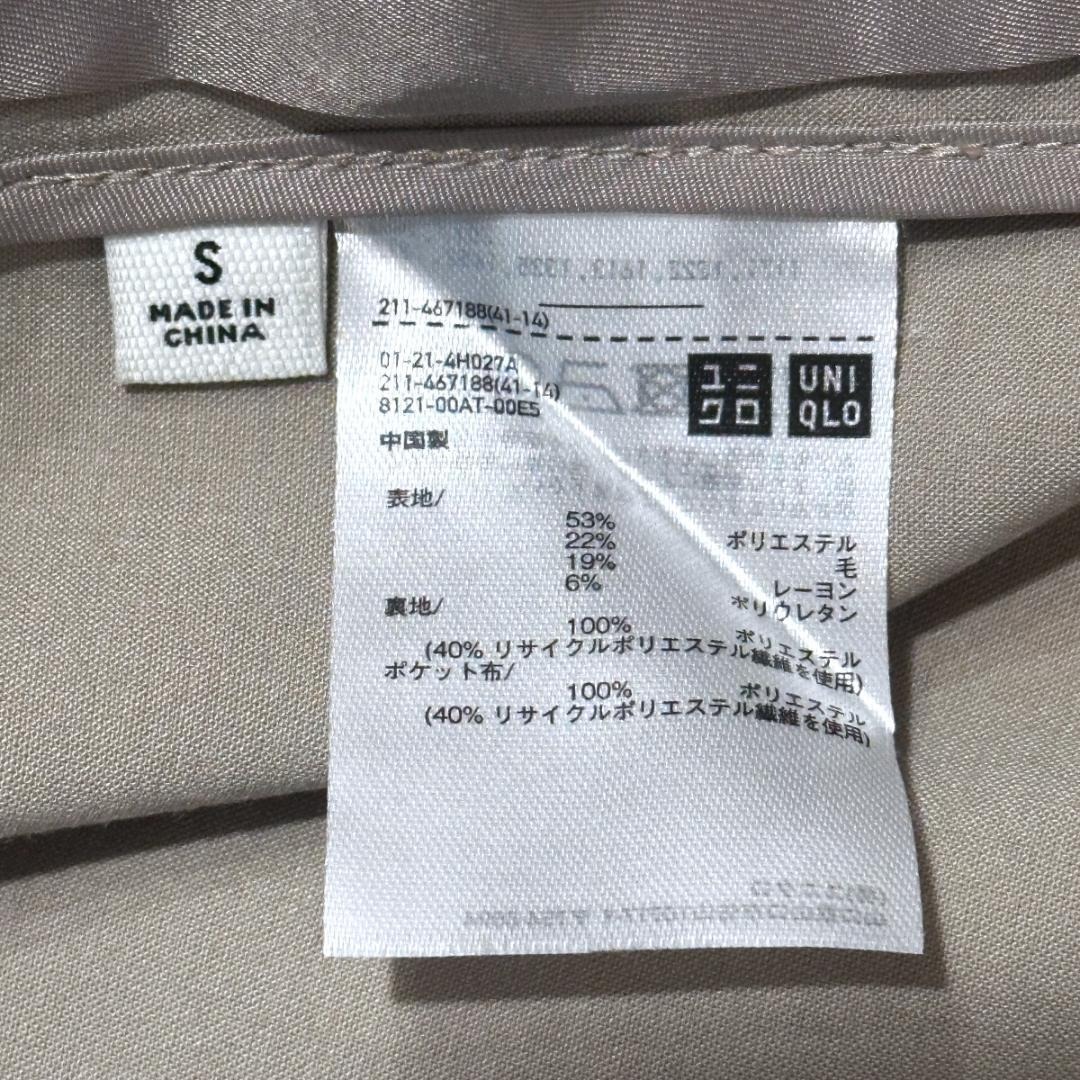 S
MADE IN
CHINA
211-467188(41-14)
01-21-4H027A
211-467188(41-14)
8121-00AT-00E5
中国製
ユニ
クロ
UNI
QLO
表地/
53%
ポリエステル
22%
毛
19%
レーヨン
6%
ポリウレタン
裏地/
100% ポリエステル
(40% リサイクルポリエステル繊維を使用)
ポケット布/
100% ポリエステル
(40% リサイクルポリエステル繊維を使用)